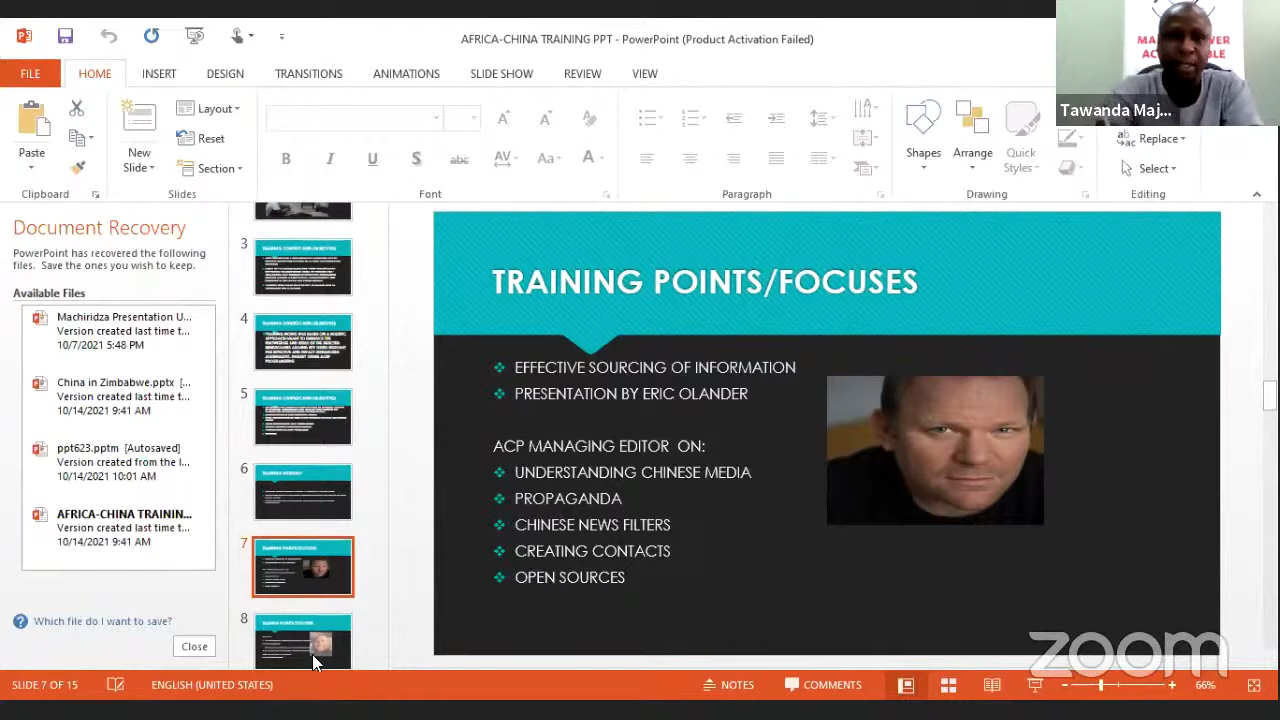 AFRICA-CHINA TRAINING PPT - PowerPoint (Product Activation Failed)
FILE
HOME
INSERT
DESIGN
TRANSITIONS
ANIMATIONS
SLIDE SHOW
REVIEW
VIEW
Tawanda Maj...
Paste
New
Slide
Layout
Reset
Section
B I U S abc AV Aa A
Shapes
Arrange
Quick
Styles
Replace
Select
Clipboard
Slides
Font
Paragraph
Drawing
Editing
Document Recovery
PowerPoint has recovered the following
files. Save the ones you wish to keep.
Available Files
Machiridza Presentation U...
Version created last time t...
10/7/2021 5:48 PM
China in Zimbabwe.pptx [...
Version created last time t...
10/14/2021 9:41 AM
ppt623.pptm [Autosaved]
Version created from the l...
10/14/2021 10:01 AM
AFRICA-CHINA TRAININ...
Version created last time t...
10/14/2021 9:41 AM
Which file do I want to save?
Close
3
4
5
6
7
8
TRAINING POINTS/FOCUSES
EFFECTIVE SOURCING OF INFORMATION
PRESENTATION BY ERIC OLANDER
ACP MANAGING EDITOR ON:
UNDERSTANDING CHINESE MEDIA
PROPAGANDA
CHINESE NEWS FILTERS
CREATING CONTACTS
OPEN SOURCES
zoom
SLIDE 7 OF 15
ENGLISH (UNITED STATES)
NOTES
COMMENTS
66%